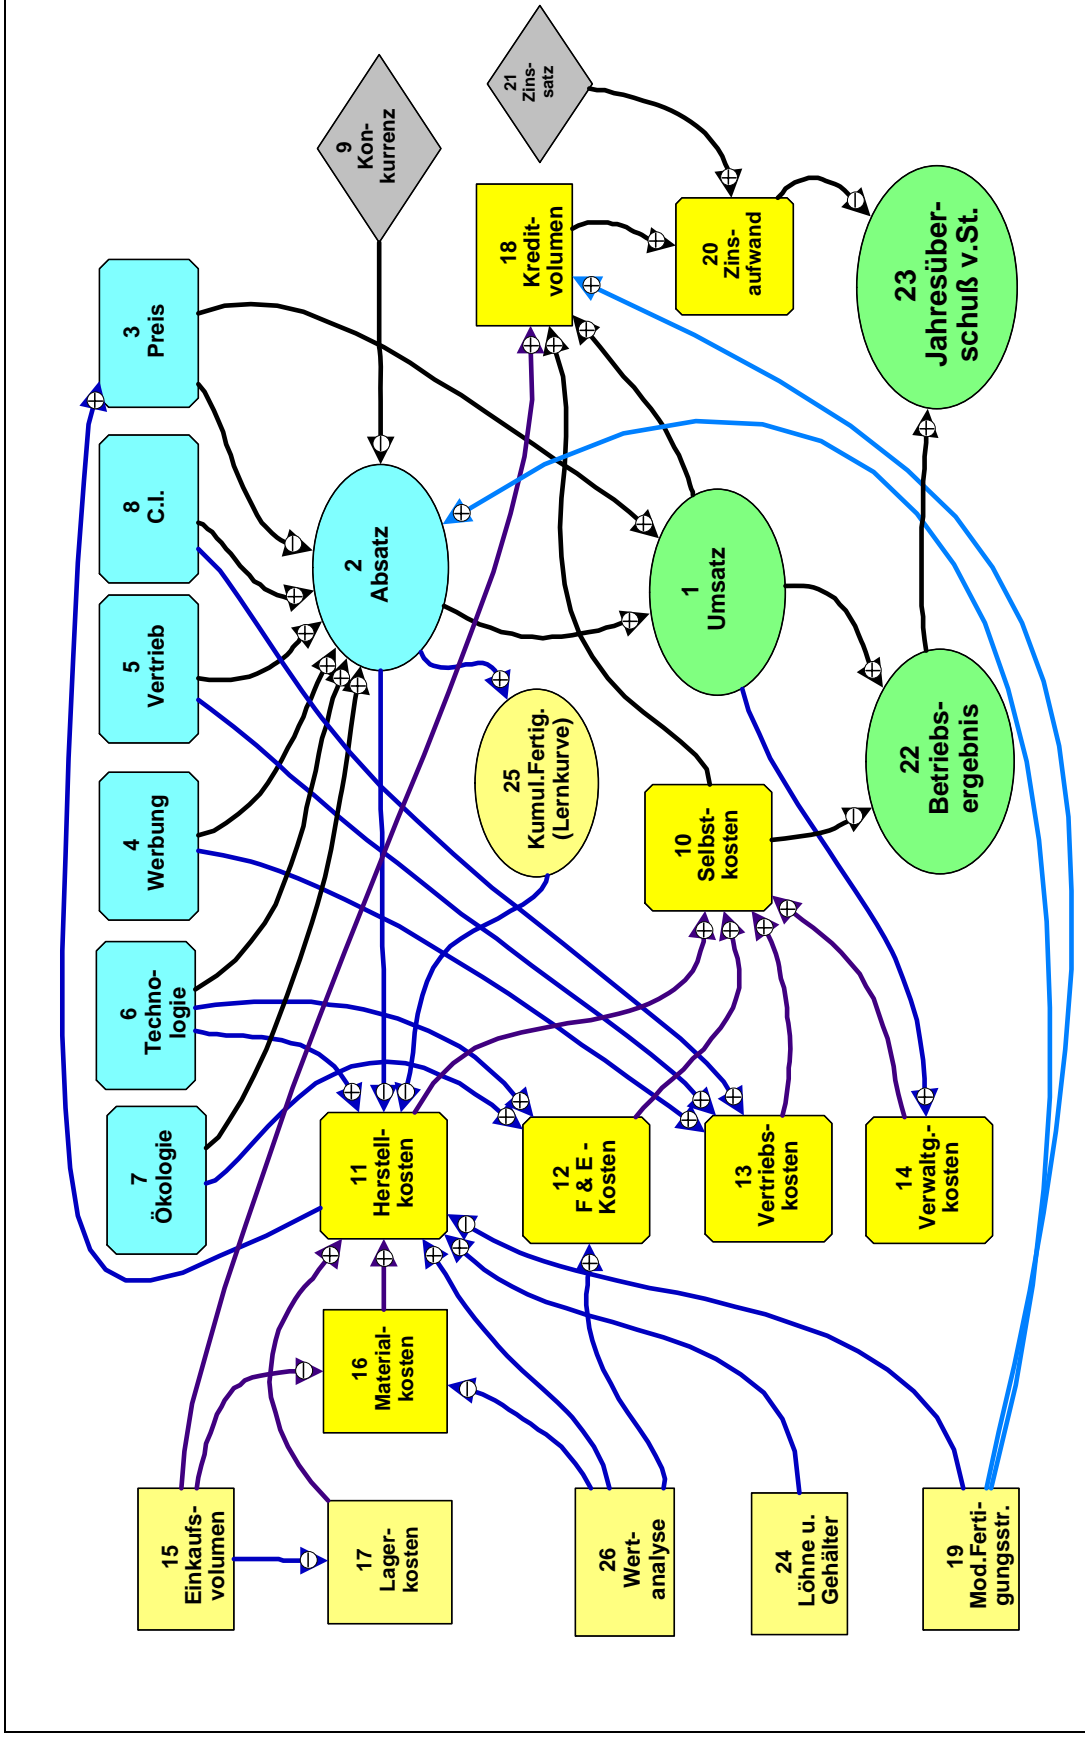 7
Ökologie
6
Techno-
logie
4
Werbung
5
Vertrieb
8
C.I.
3
Preis
9
Kon-
kurrenz
21
Zins-
satz
15
Einkaufs-
volumen
17
Lager-
kosten
16
Material-
kosten
11
Herstell-
kosten
2
Absatz
18
Kredit-
volumen
25
Kumul.Fertig.
(Lernkurve)
26
Wert-
analyse
12
F & E -
Kosten
10
Selbst-
kosten
1
Umsatz
20
Zins-
aufwand
24
Löhne u.
Gehälter
13
Vertriebs-
kosten
19
Mod.Ferti-
gungsstr.
14
Verwaltg.-
kosten
22
Betriebs-
ergebnis
23
Jahresüber-
schuß v.St.